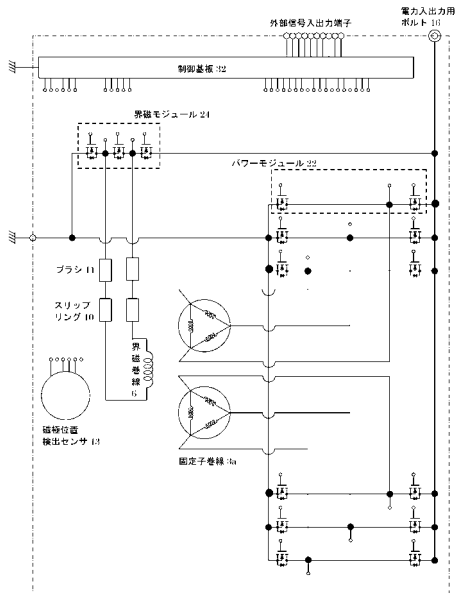 電力入出力用
ボルト 16
外部信号入出力端子
制御基板 32
界磁モジュール 24
パワーモジュール 22
ブラシ 11
スリップ
リング 10
界磁巻線 6
磁極位置
検出センサ 13
固定子巻線 3a